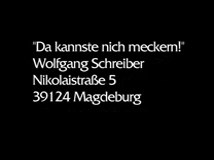 "Da kannste nich meckern!"
Wolfgang Schreiber
Nikolaistraße 5
39124 Magdeburg